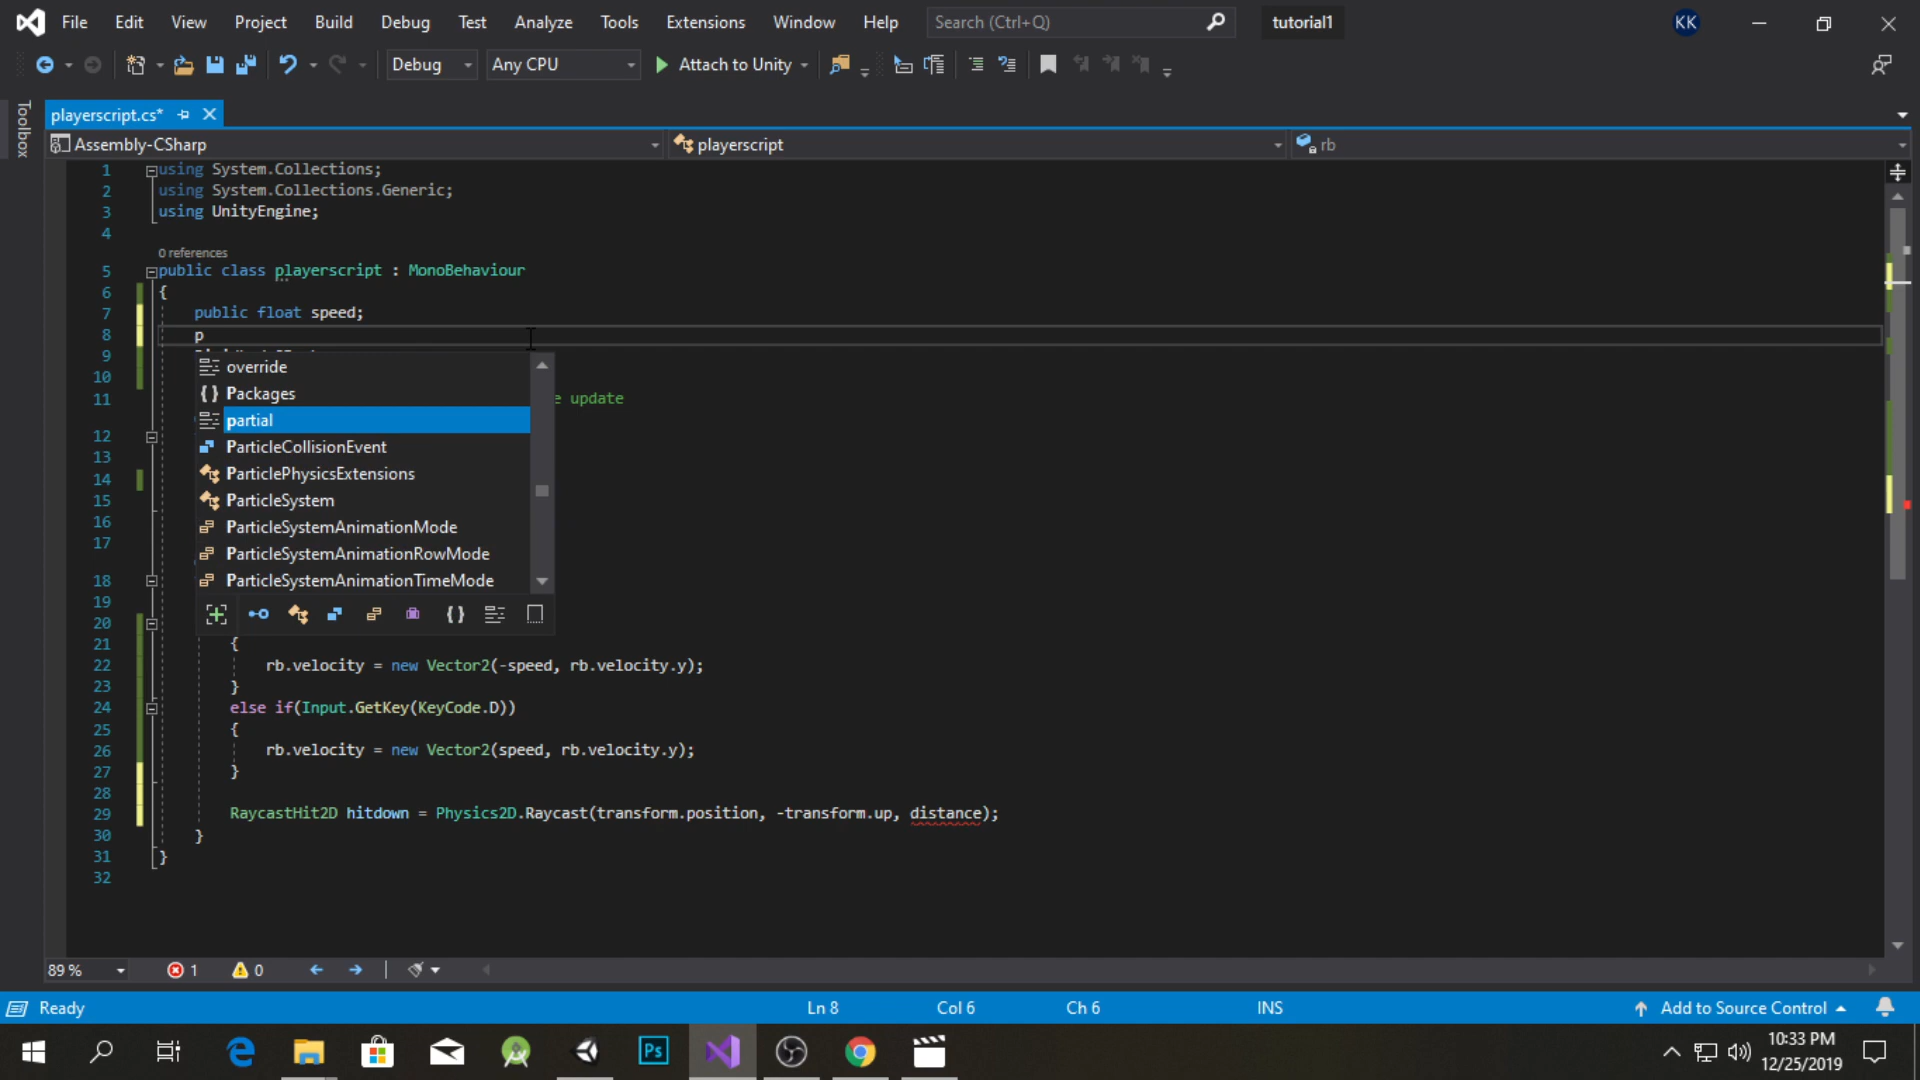 File Edit View Project Build Debug Test Analyze Tools Extensions Window Help Search (Ctrl+Q) tutorial1 KK
Debug Any CPU Attach to Unity
Toolbox
playerscript.cs*
Assembly-CSharp playerscript rb
1 using System.Collections;
2 using System.Collections.Generic;
3 using UnityEngine;
4
0 references
5 public class playerscript : MonoBehaviour
6 {
7 public float speed;
8 p
9
10
11 e update
12
13
14
15
16
17
18
19
20
override
Packages
partial
ParticleCollisionEvent
ParticlePhysicsExtensions
ParticleSystem
ParticleSystemAnimationMode
ParticleSystemAnimationRowMode
ParticleSystemAnimationTimeMode
21 {
22 rb.velocity = new Vector2(-speed, rb.velocity.y);
23 }
24 else if(Input.GetKey(KeyCode.D))
25 {
26 rb.velocity = new Vector2(speed, rb.velocity.y);
27 }
28
29 RaycastHit2D hitdown = Physics2D.Raycast(transform.position, -transform.up, distance);
30 }
31 }
32
89 % 1 0
Ready Ln 8 Col 6 Ch 6 INS Add to Source Control
Ps
10:33 PM
12/25/2019